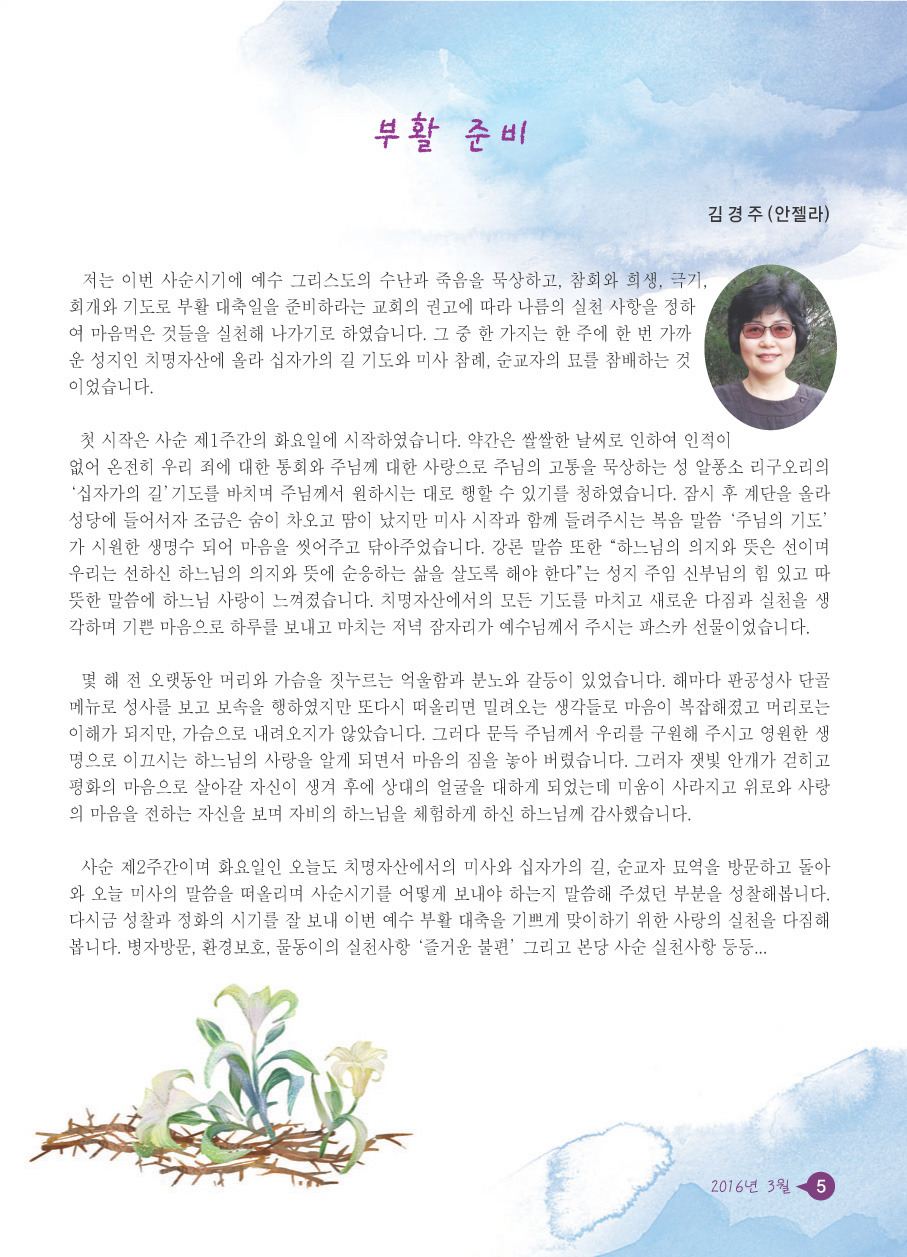 부활 준비
김 경 주 (안젤라)
저는 이번 사순시기에 예수 그리스도의 수난과 죽음을 묵상하고, 참회와 희생, 극기,
회개와 기도로 부활 대축일을 준비하라는 교회의 권고에 따라 나름의 실천 사항을 정하
여 마음먹은 것들을 실천해 나가기로 하였습니다. 그 중 한 가지는 한 주에 한 번 가까
운 성지인 치명자산에 올라 십자가의 길 기도와 미사 참례, 순교자의 묘를 참배하는 것
이었습니다.
첫 시작은 사순 제1주간의 화요일에 시작하였습니다. 약간은 쌀쌀한 날씨로 인하여 인적이
없어 온전히 우리 죄에 대한 통회와 주님께 대한 사랑으로 주님의 고통을 묵상하는 성 알퐁소 리구오리의
‘십자가의 길’기도를 바치며 주님께서 원하시는 대로 행할 수 있기를 청하였습니다. 잠시 후 계단을 올라
성당에 들어서자 조금은 숨이 차오고 땀이 났지만 미사 시작과 함께 들려주시는 복음 말씀 ‘주님의 기도’
가 시원한 생명수 되어 마음을 씻어주고 닦아주었습니다. 강론 말씀 또한 “하느님의 의지와 뜻은 선이며
우리는 선하신 하느님의 의지와 뜻에 순응하는 삶을 살도록 해야 한다”는 성지 주임 신부님의 힘 있고 따
뜻한 말씀에 하느님 사랑이 느껴졌습니다. 치명자산에서의 모든 기도를 마치고 새로운 다짐과 실천을 생
각하며 기쁜 마음으로 하루를 보내고 마치는 저녁 잠자리가 예수님께서 주시는 파스카 선물이었습니다.
몇 해 전 오랫동안 머리와 가슴을 짓누르는 억울함과 분노와 갈등이 있었습니다. 해마다 판공성사 단골
메뉴로 성사를 보고 보속을 행하였지만 또다시 떠올리면 밀려오는 생각들로 마음이 복잡해졌고 머리로는
이해가 되지만, 가슴으로 내려오지가 않았습니다. 그러다 문득 주님께서 우리를 구원해 주시고 영원한 생
명으로 이끄시는 하느님의 사랑을 알게 되면서 마음의 짐을 놓아 버렸습니다. 그러자 잿빛 안개가 걷히고
평화의 마음으로 살아갈 자신이 생겨 후에 상대의 얼굴을 대하게 되었는데 미움이 사라지고 위로와 사랑
의 마음을 전하는 자신을 보며 자비의 하느님을 체험하게 하신 하느님께 감사했습니다.
사순 제2주간이며 화요일인 오늘도 치명자산에서의 미사와 십자가의 길, 순교자 묘역을 방문하고 돌아
와 오늘 미사의 말씀을 떠올리며 사순시기를 어떻게 보내야 하는지 말씀해 주셨던 부분을 성찰해봅니다.
다시금 성찰과 정화의 시기를 잘 보내 이번 예수 부활 대축을 기쁘게 맞이하기 위한 사랑의 실천을 다짐해
봅니다. 병자방문, 환경보호, 물동이의 실천사항 ‘즐거운 불편’ 그리고 본당 사순 실천사항 등등...
2016년 3월 5